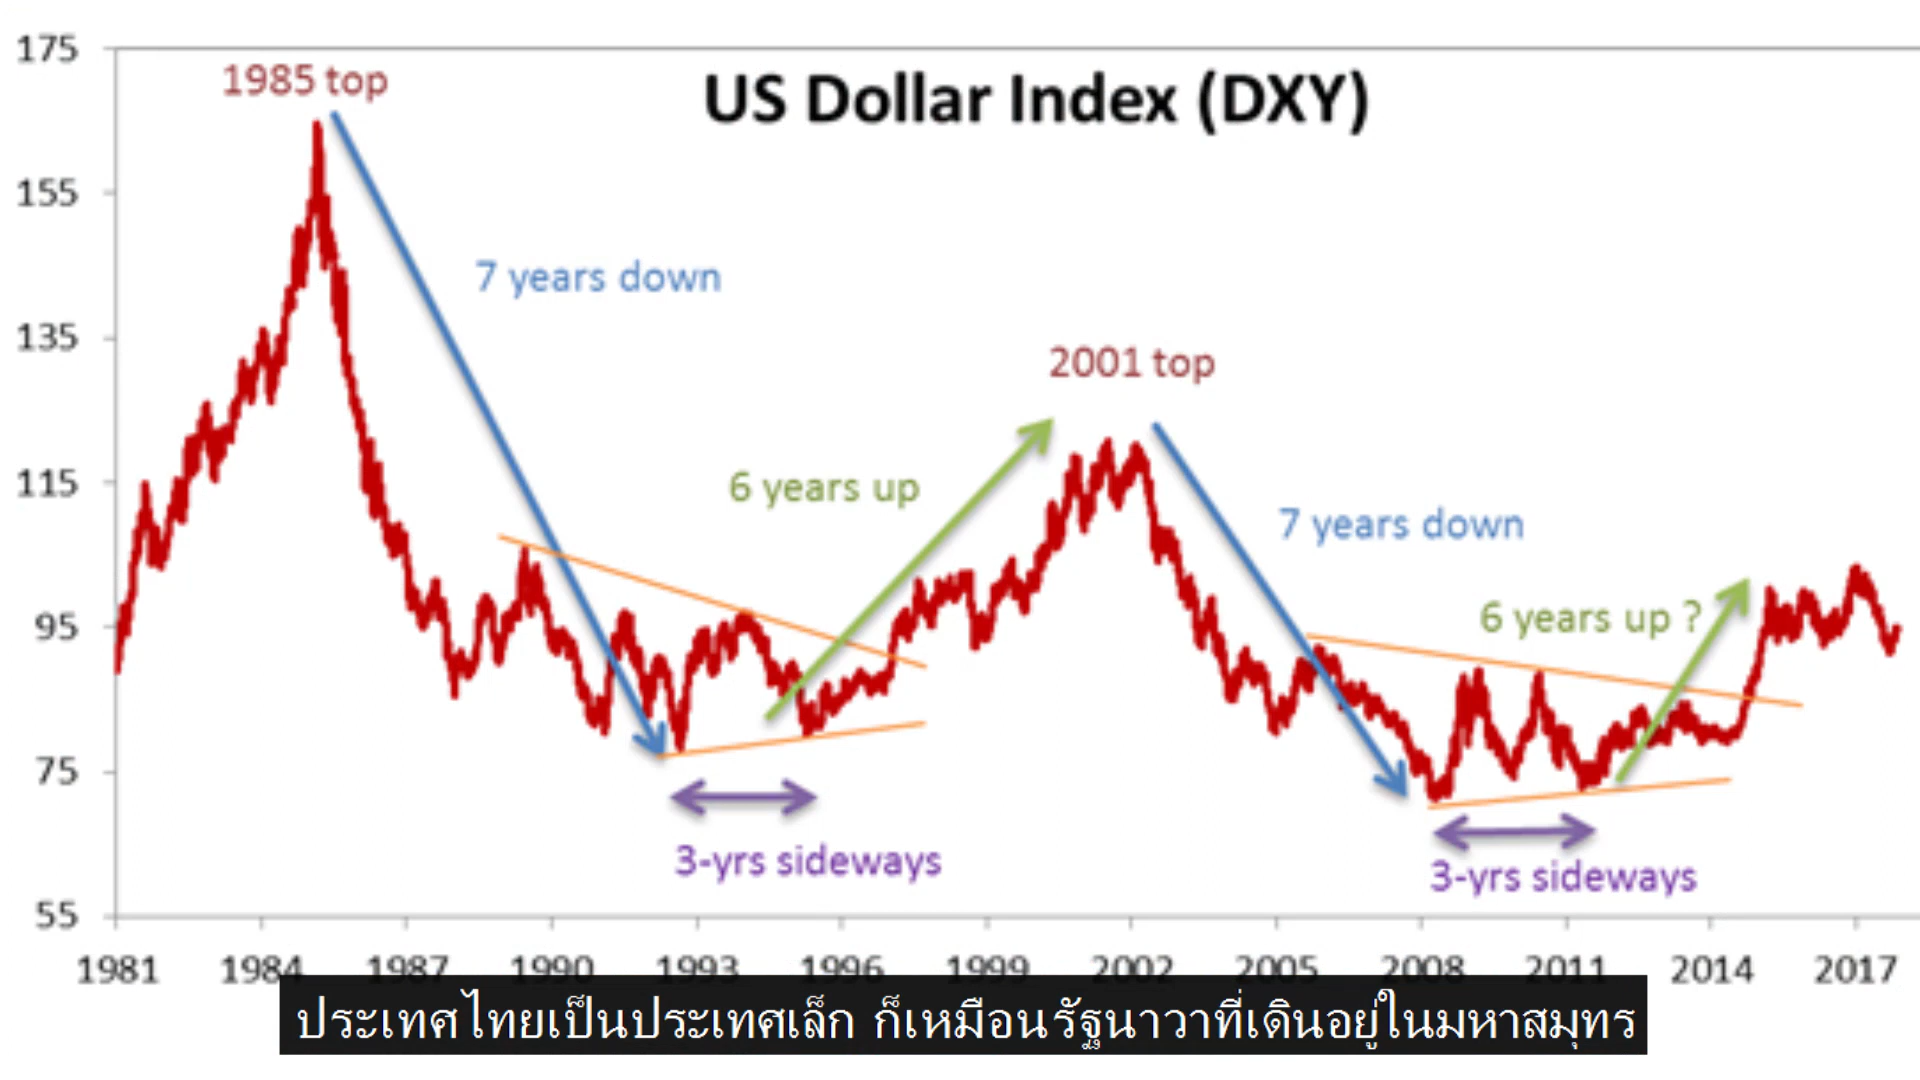 175
1985 top
US Dollar Index (DXY)
155
7 years down
135
2001 top
115
6 years up
7 years down
95
6 years up ?
75
3-yrs sideways
3-yrs sideways
55
1981 1984 1987 1990 1993 1996 1999 2002 2005 2008 2011 2014 2017
ประเทศไทยเป็นประเทศเล็ก ก็เหมือนรัฐนาวาที่เดินอยู่ในมหาสมุทร